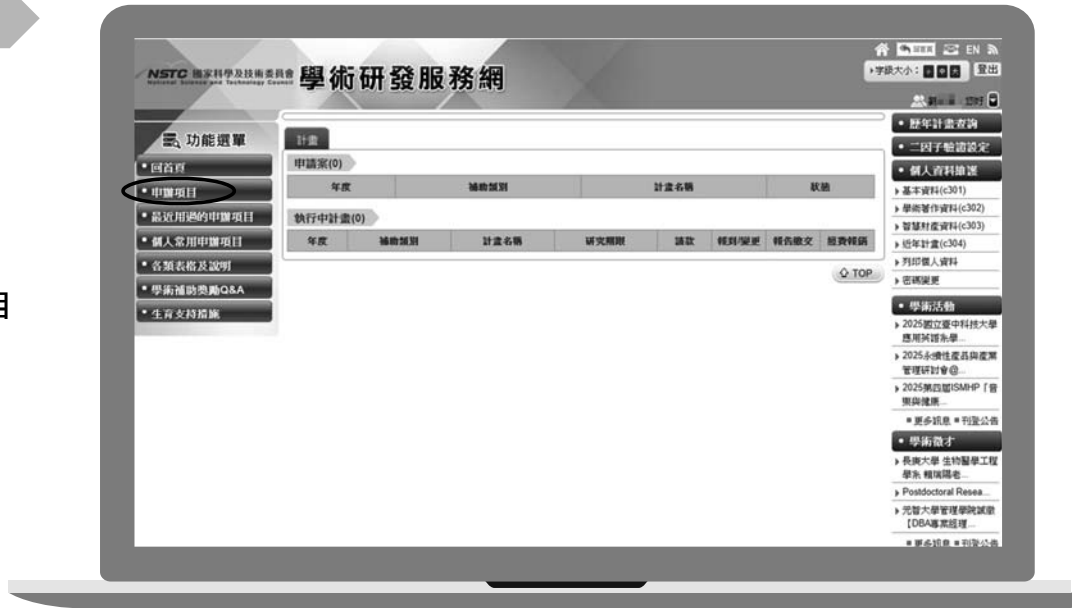 目
NSTC 國家科學及技術委員會
National Science and Technology Council
學術研發服務網
回首頁 EN
字級大小：
登出
您好
功能選單
回首頁
申辦項目
最近用過的申辦項目
個人常用申辦項目
各類表格及說明
學術補助獎勵Q&A
生育支持措施
計畫
申請案(0)
年度 補助類別 計畫名稱 狀態
執行中計畫(0)
年度 補助類別 計畫名稱 研究期限 請款 報到/變更 報告繳交 經費報銷
TOP
歷年計畫查詢
二因子驗證設定
個人資料維護
基本資料(c301)
學術著作資料(c302)
智慧財產資料(c303)
近年計畫(c304)
列印個人資料
密碼變更
學術活動
2025國立臺中科技大學
應用英語系學...
2025永續性產品與產業
管理研討會@...
2025第四屆ISMHP「音
樂與健康...
更多訊息 刊登公告
學術徵才
長庚大學 生物醫學工程
學系 賴瑞陽老...
Postdoctoral Resea...
元智大學管理學院誠徵
【DBA專案經理...
更多訊息 刊登公告